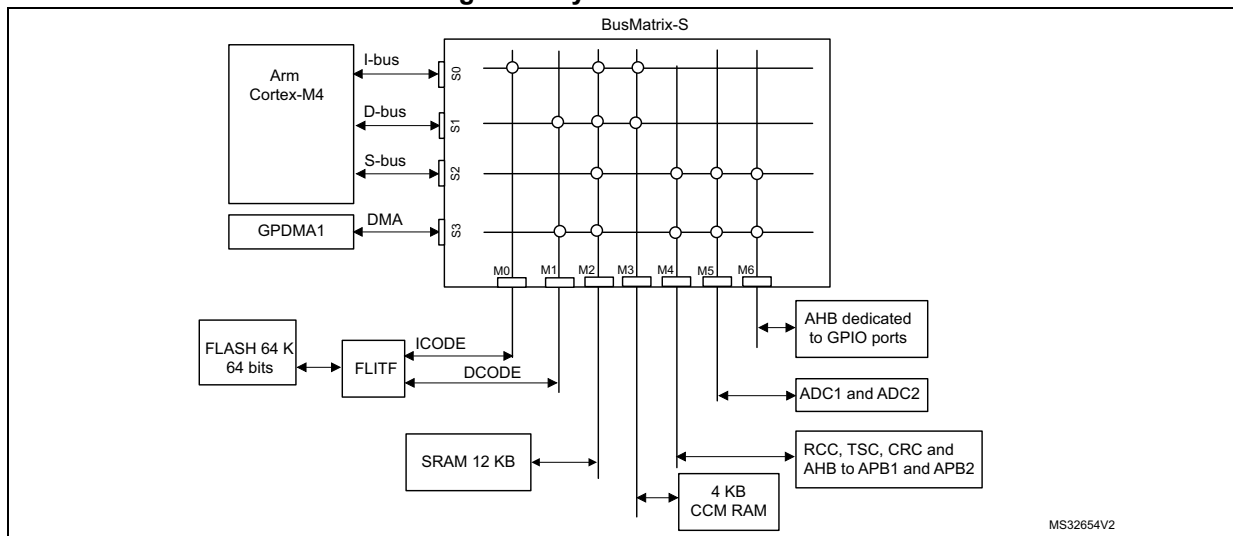 BusMatrix-S
Arm
Cortex-M4
I-bus
S0
D-bus
S1
S-bus
S2
GPDMA1
DMA
S3
M0 M1 M2 M3 M4 M5 M6
AHB dedicated
to GPIO ports
FLASH 64 K
64 bits
FLITF
ICODE
DCODE
ADC1 and ADC2
SRAM 12 KB
RCC, TSC, CRC and
AHB to APB1 and APB2
4 KB
CCM RAM
MS32654V2